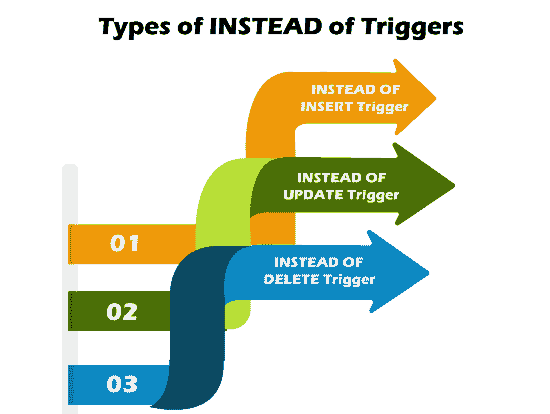 Types of INSTEAD of Triggers
INSTEAD OF
INSERT Trigger
INSTEAD OF
UPDATE Trigger
01
INSTEAD OF
DELETE Trigger
02
03